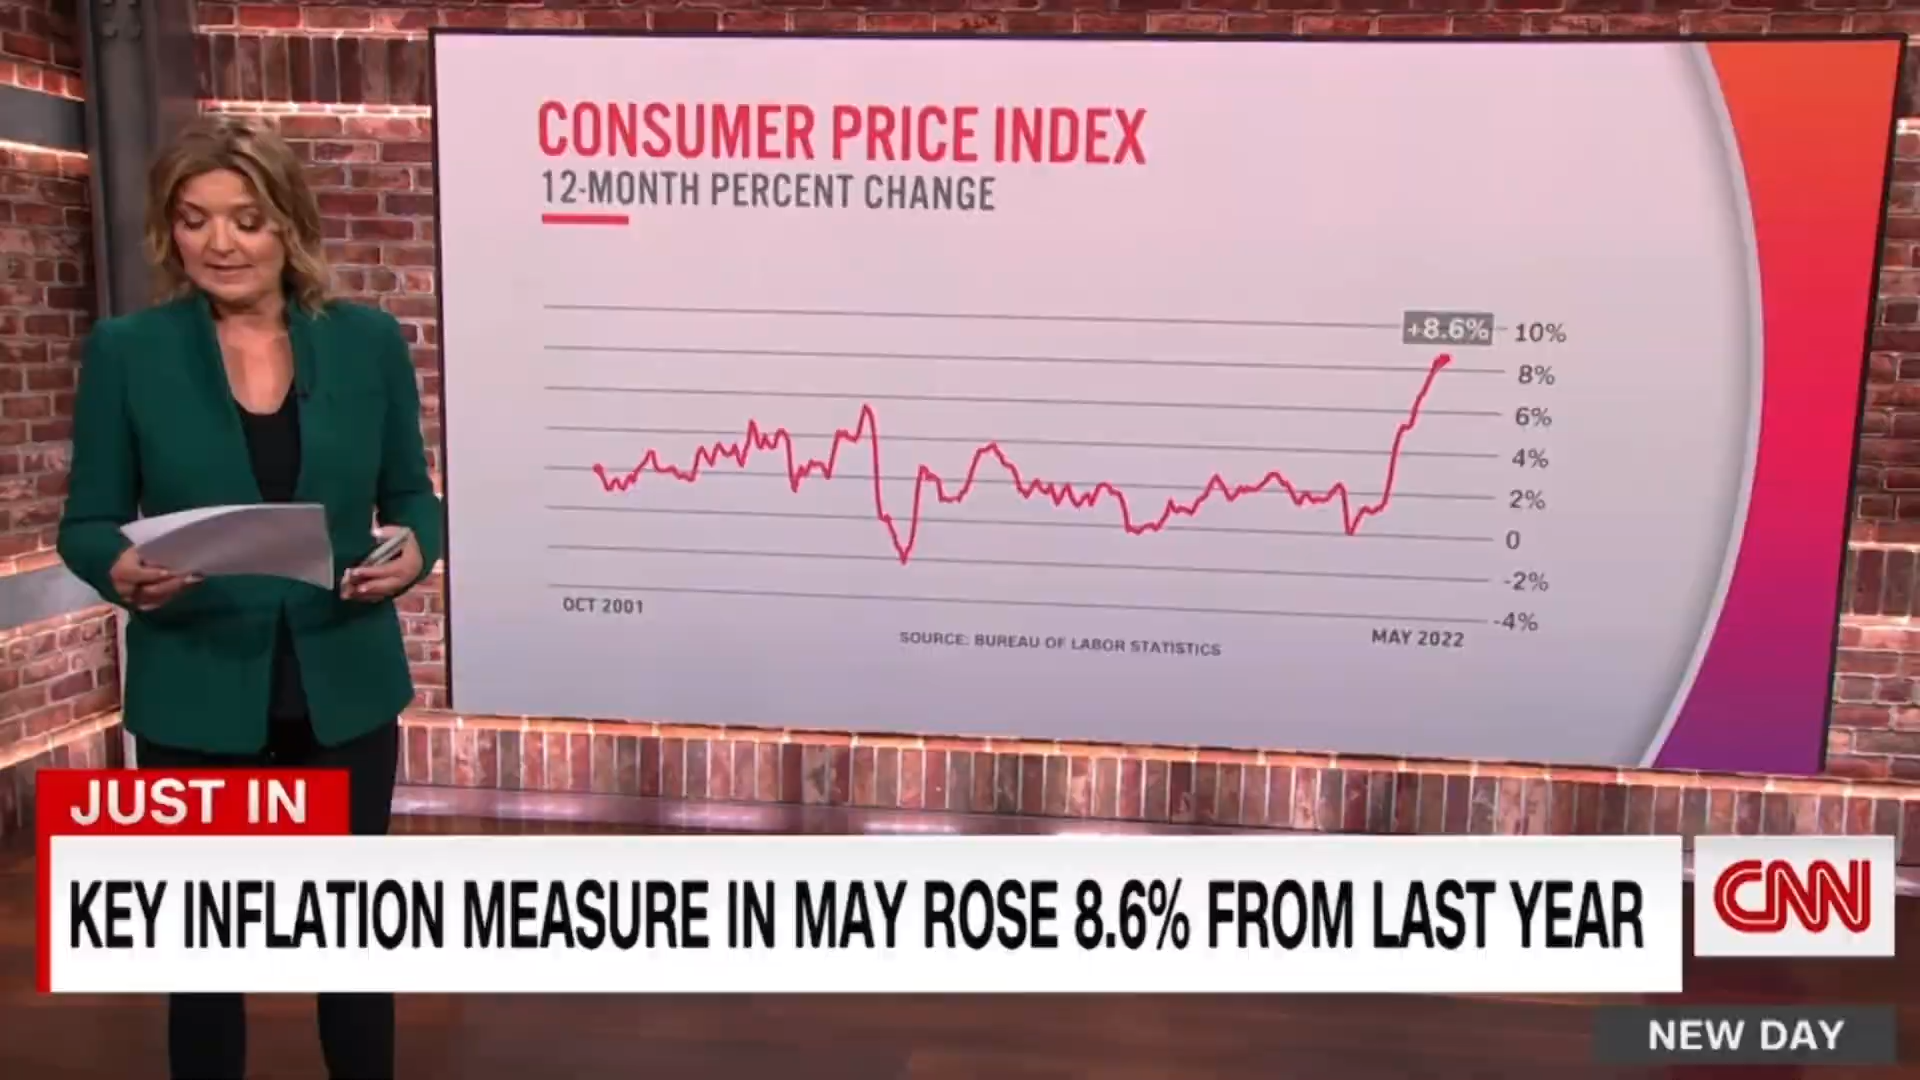 CONSUMER PRICE INDEX
12-MONTH PERCENT CHANGE
+8.6%
10%
8%
6%
4%
2%
0
-2%
-4%
OCT 2001
MAY 2022
SOURCE: BUREAU OF LABOR STATISTICS
JUST IN
KEY INFLATION MEASURE IN MAY ROSE 8.6% FROM LAST YEAR
CNN
NEW DAY